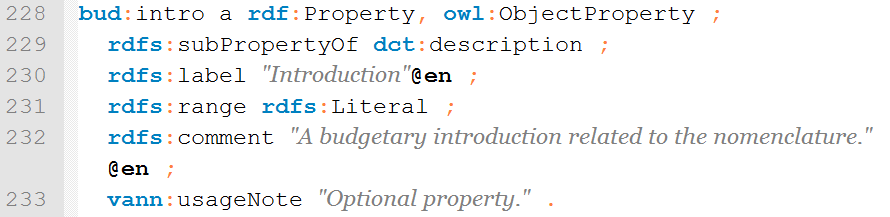 228 bud:intro a rdf:Property, owl:ObjectProperty ;
229 rdfs:subPropertyOf dct:description ;
230 rdfs:label "Introduction"@en ;
231 rdfs:range rdfs:Literal ;
232 rdfs:comment "A budgetary introduction related to the nomenclature."
@en ;
233 vann:usageNote "Optional property." .